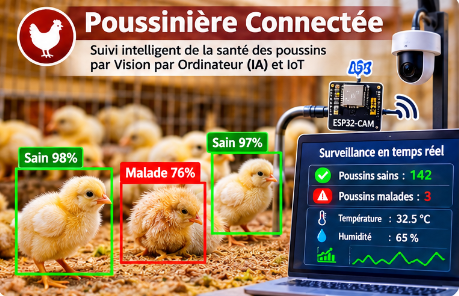 Poussinière Connectée
Suivi intelligent de la santé des poussins
par Vision par Ordinateur (IA) et IoT
ESP32-CAM
Sain 98%
Malade 76%
Sain 97%
Surveillance en temps réel
Poussins sains : 142
Poussins malades : 3
Température : 32.5 °C
Humidité : 65 %